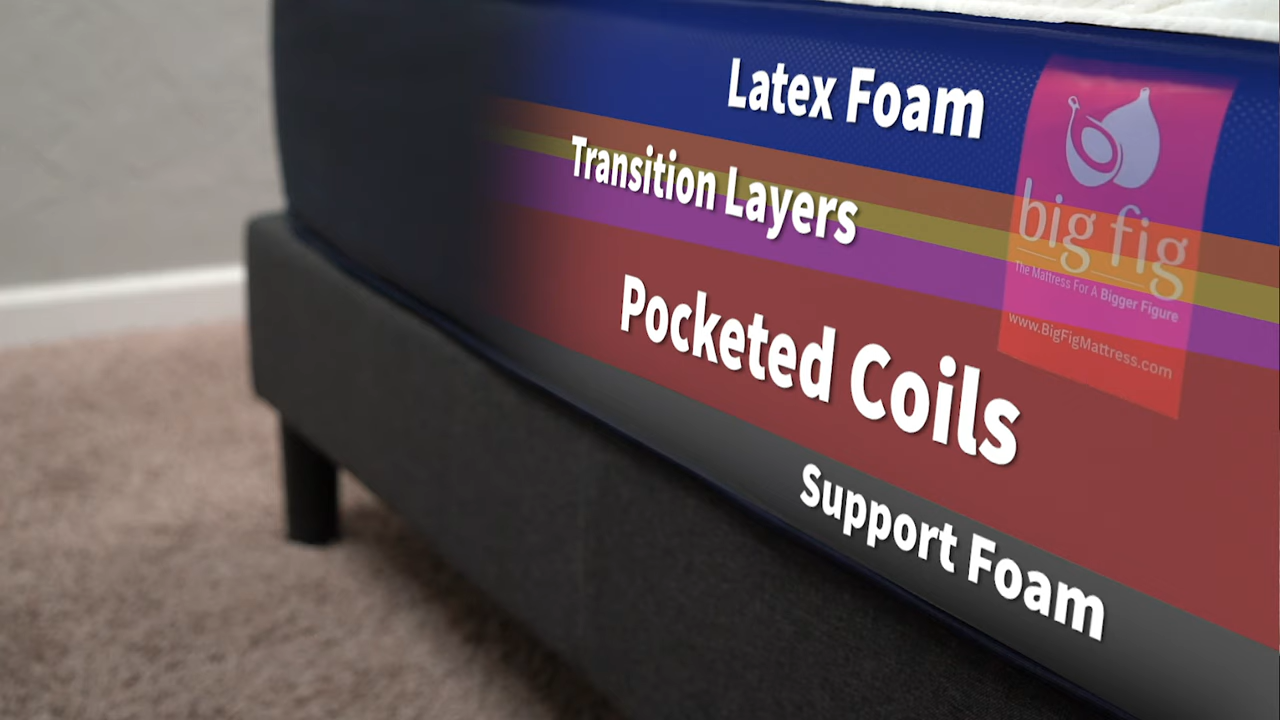 Latex Foam
Transition Layers
Pocketed Coils
Support Foam
big fig
The Mattress For A Bigger Figure
www.BigFigMattress.com